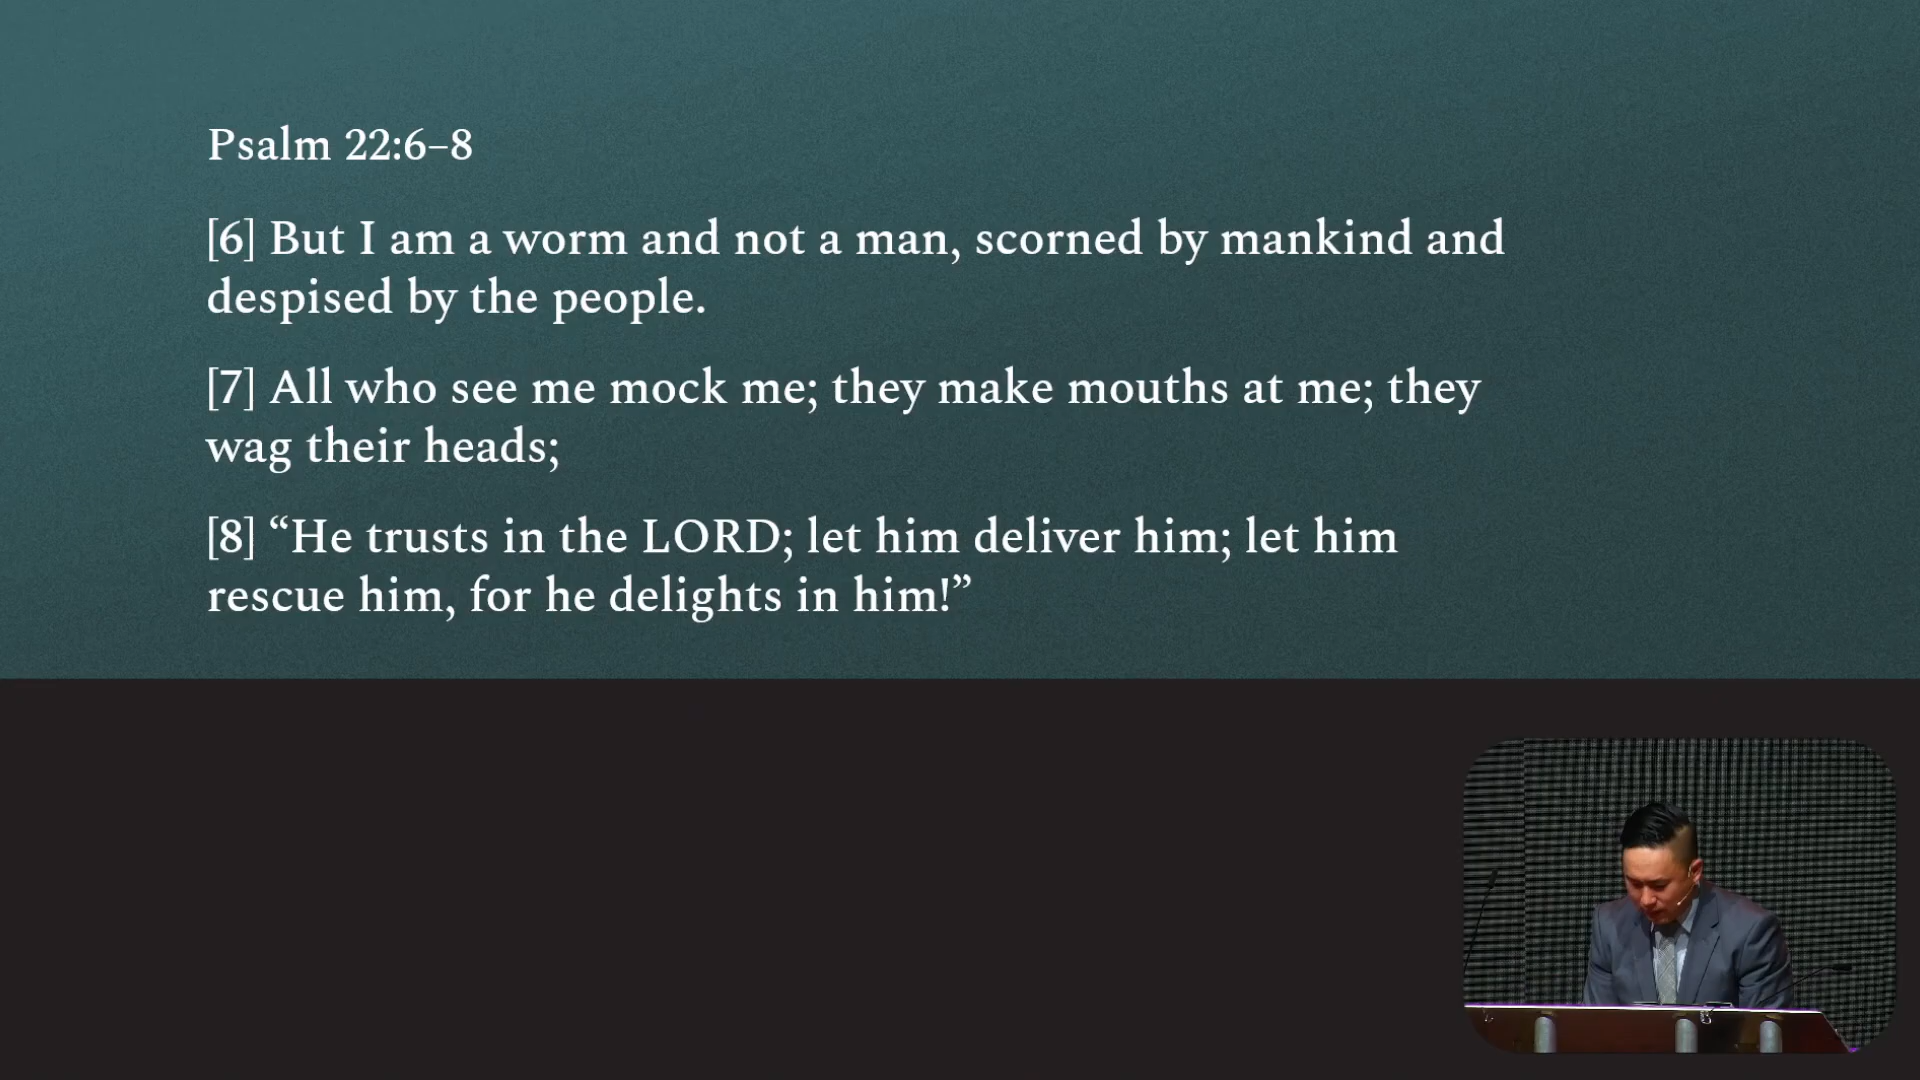 Psalm 22:6–8
[6] But I am a worm and not a man, scorned by mankind and
despised by the people.
[7] All who see me mock me; they make mouths at me; they
wag their heads;
[8] “He trusts in the LORD; let him deliver him; let him
rescue him, for he delights in him!”